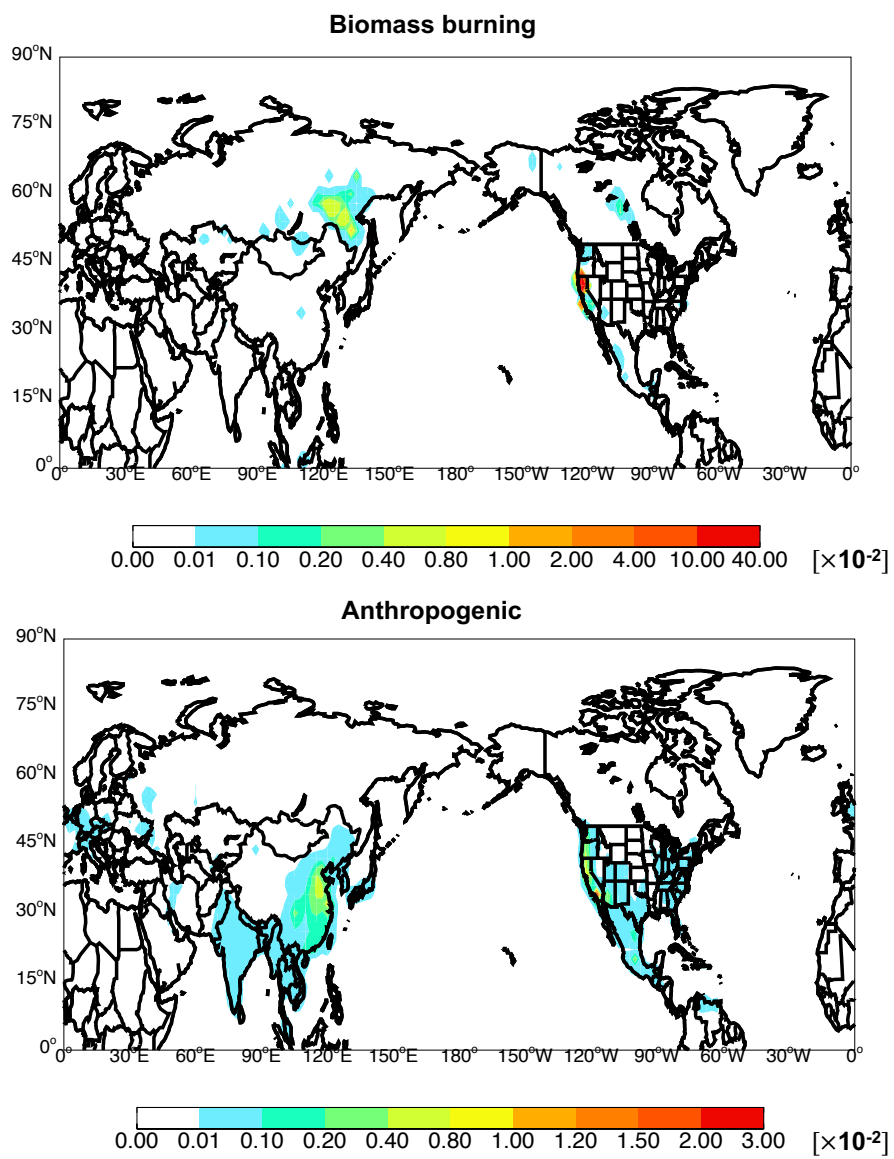 Biomass burning
90°N
75°N
60°N
45°N
30°N
15°N
0°
0° 30°E 60°E 90°E 120°E 150°E 180° 150°W 120°W 90°W 60°W 30°W 0°
0.00 0.01 0.10 0.20 0.40 0.80 1.00 2.00 4.00 10.00 40.00 [×10-2]
Anthropogenic
90°N
75°N
60°N
45°N
30°N
15°N
0°
0° 30°E 60°E 90°E 120°E 150°E 180° 150°W 120°W 90°W 60°W 30°W 0°
0.00 0.01 0.10 0.20 0.40 0.80 1.00 1.20 1.50 2.00 3.00 [×10-2]